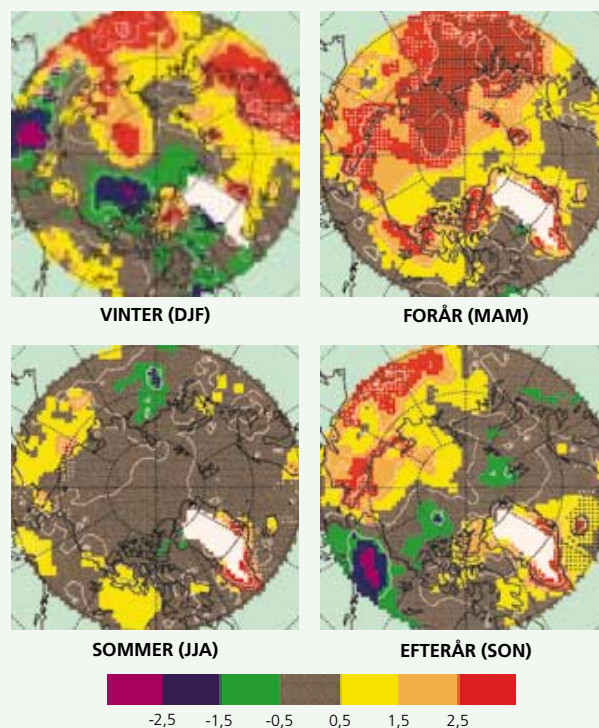 VINTER (DJF)
FORÅR (MAM)
SOMMER (JJA)
EFTERÅR (SON)
-2,5 -1,5 -0,5 0,5 1,5 2,5